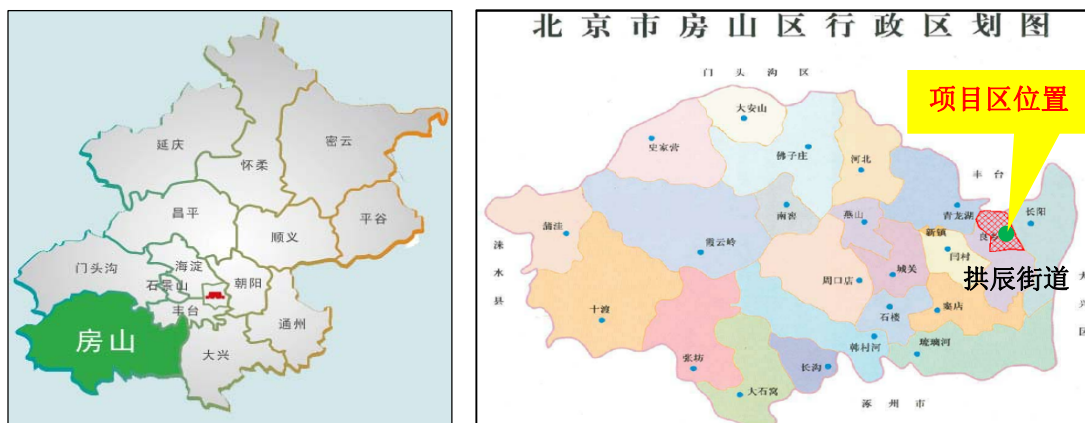 延庆
怀柔
密云
昌平
顺义
平谷
门头沟
海淀
石景山
朝阳
丰台
通州
房山
大兴
北京市房山区行政区划图
门头沟区
项目区位置
大安山
史家营
佛子庄
河北
丰台
南窖
燕山
青龙湖
长阳
蒲洼
新镇
良乡
霞云岭
闫村
涞水县
周口店
城关
拱辰街道
大兴区
十渡
石楼
窦店
韩村河
琉璃河
张坊
长沟
大石窝
涿州市